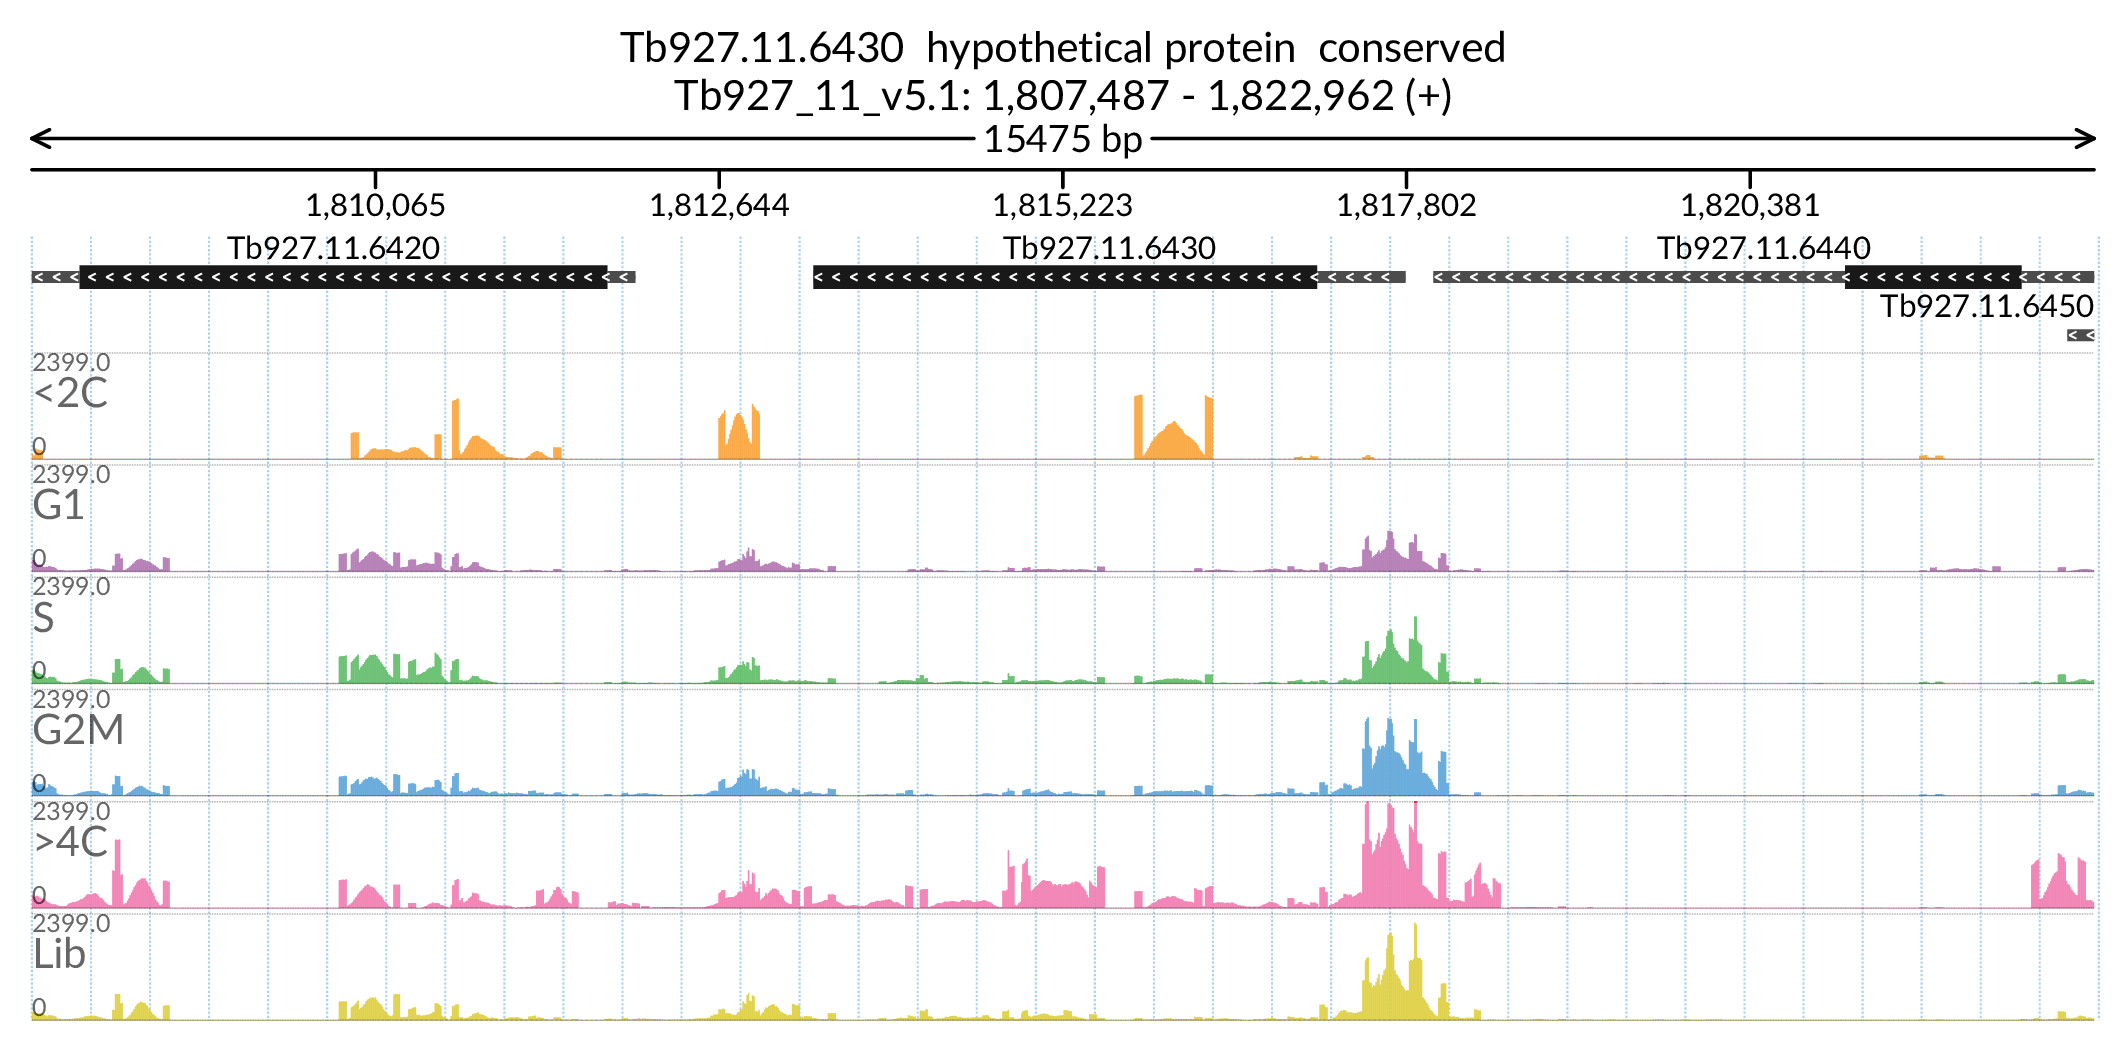 Tb927.11.6430 hypothetical protein conserved
Tb927_11_v5.1: 1,807,487 - 1,822,962 (+)
15475 bp
1,810,065 1,812,644 1,815,223 1,817,802 1,820,381
Tb927.11.6420 Tb927.11.6430 Tb927.11.6440
Tb927.11.6450
2399.0
<2C
0
2399.0
G1
0
2399.0
S
0
2399.0
G2M
0
2399.0
>4C
0
2399.0
Lib
0